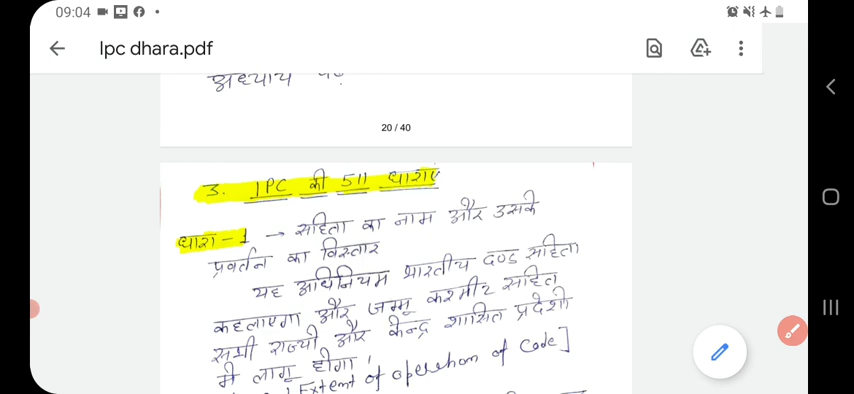 09:04
Ipc dhara.pdf
अध्याय
20 / 40
3. IPC की 511 धाराएं
धारा - 1 → संहिता का नाम और उसके
प्रवर्तन का विस्तार
यह अधिनियम भारतीय दण्ड संहिता
कहलाएगा और जम्मू कश्मीर सहित
सभी राज्यो और केन्द्र शासित प्रदेशो
मे लागू होगा।
Extent of operation of Code]